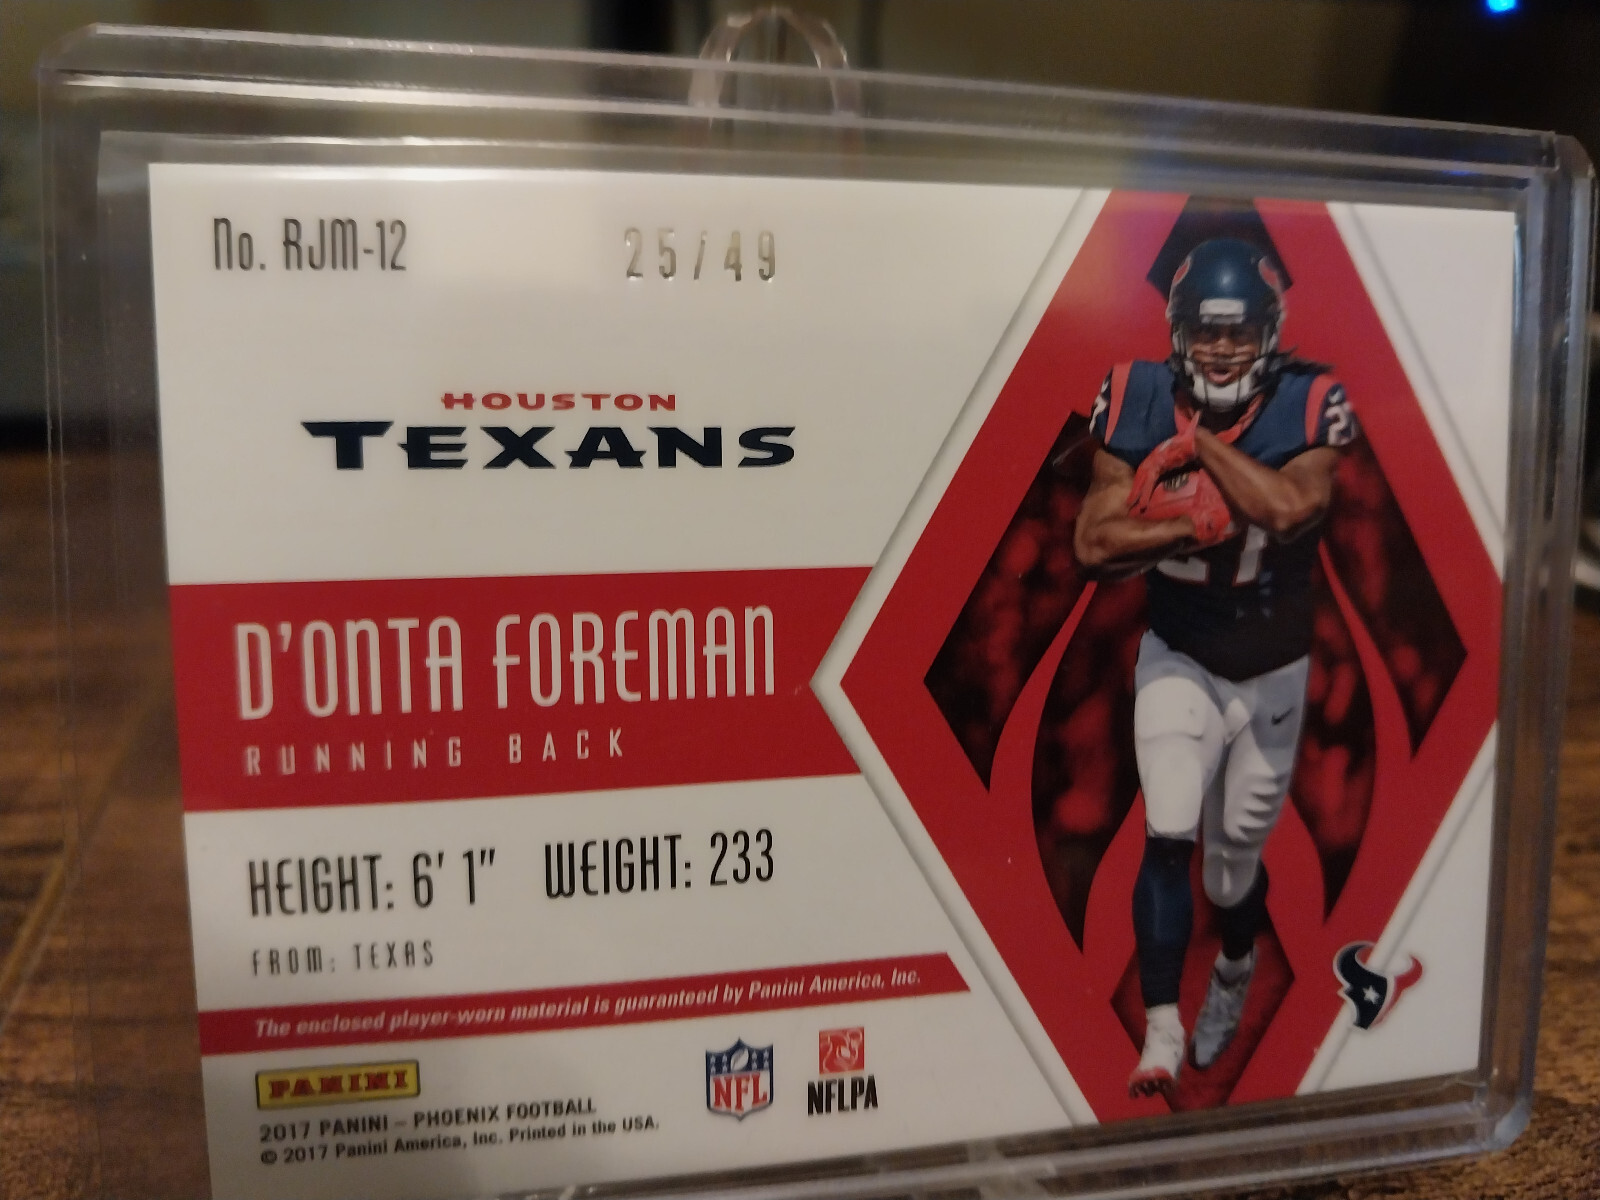 No. RJM-12
25/49
HOUSTON
TEXANS
D'ONTA FOREMAN
RUNNING BACK
HEIGHT: 6' 1" WEIGHT: 233
FROM: TEXAS
The enclosed player-worn material is guaranteed by Panini America, Inc.
PANINI
2017 PANINI – PHOENIX FOOTBALL
© 2017 Panini America, Inc. Printed in the USA.
NFL
NFLPA
27
27